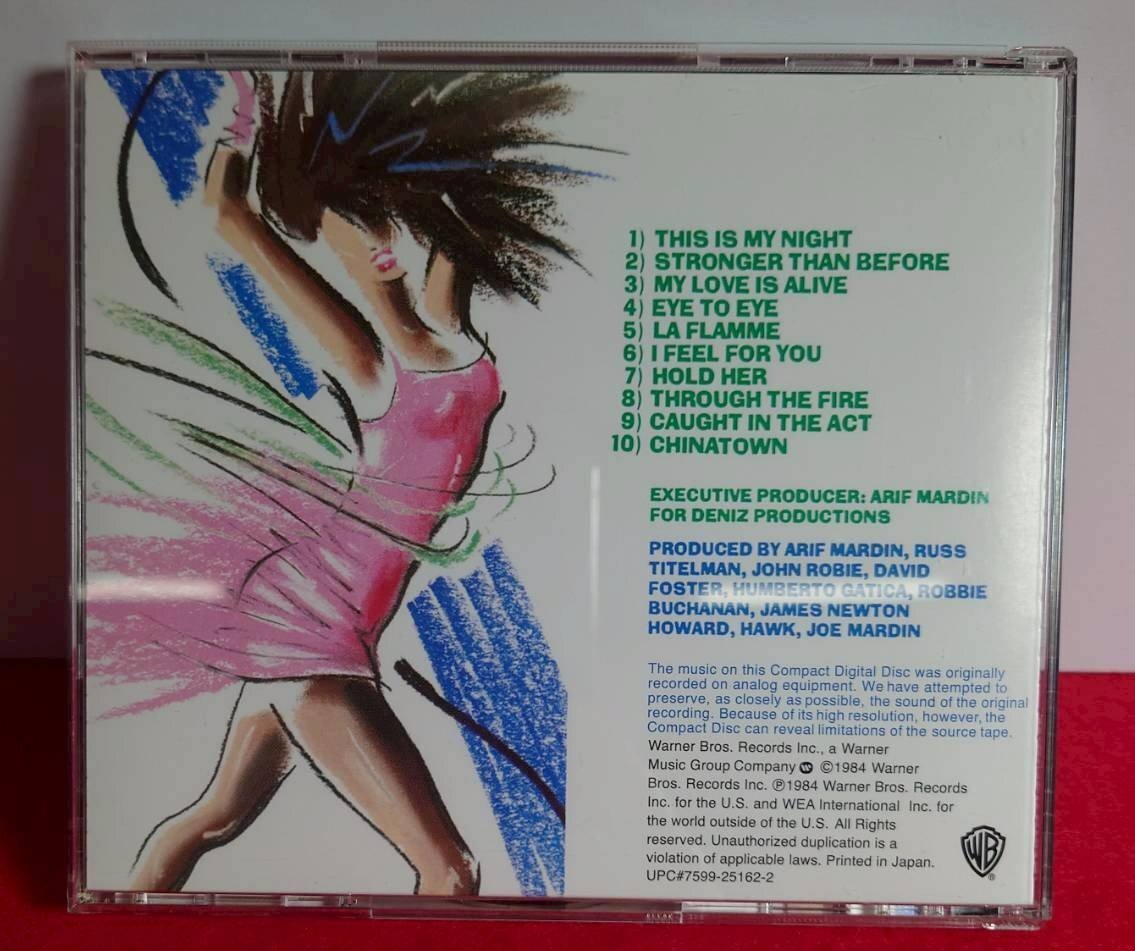 1) THIS IS MY NIGHT
2) STRONGER THAN BEFORE
3) MY LOVE IS ALIVE
4) EYE TO EYE
5) LA FLAMME
6) I FEEL FOR YOU
7) HOLD HER
8) THROUGH THE FIRE
9) CAUGHT IN THE ACT
10) CHINATOWN
EXECUTIVE PRODUCER: ARIF MARDIN
FOR DENIZ PRODUCTIONS
PRODUCED BY ARIF MARDIN, RUSS
TITELMAN, JOHN ROBIE, DAVID
FOSTER, HUMBERTO GATICA, ROBBIE
BUCHANAN, JAMES NEWTON
HOWARD, HAWK, JOE MARDIN
The music on this Compact Digital Disc was originally
recorded on analog equipment. We have attempted to
preserve, as closely as possible, the sound of the original
recording. Because of its high resolution, however, the
Compact Disc can reveal limitations of the source tape.
Warner Bros. Records Inc., a Warner
Music Group Company ©1984 Warner
Bros. Records Inc. ℗1984 Warner Bros. Records
Inc. for the U.S. and WEA International Inc. for
the world outside of the U.S. All Rights
reserved. Unauthorized duplication is a
violation of applicable laws. Printed in Japan.
UPC#7599-25162-2
WB®